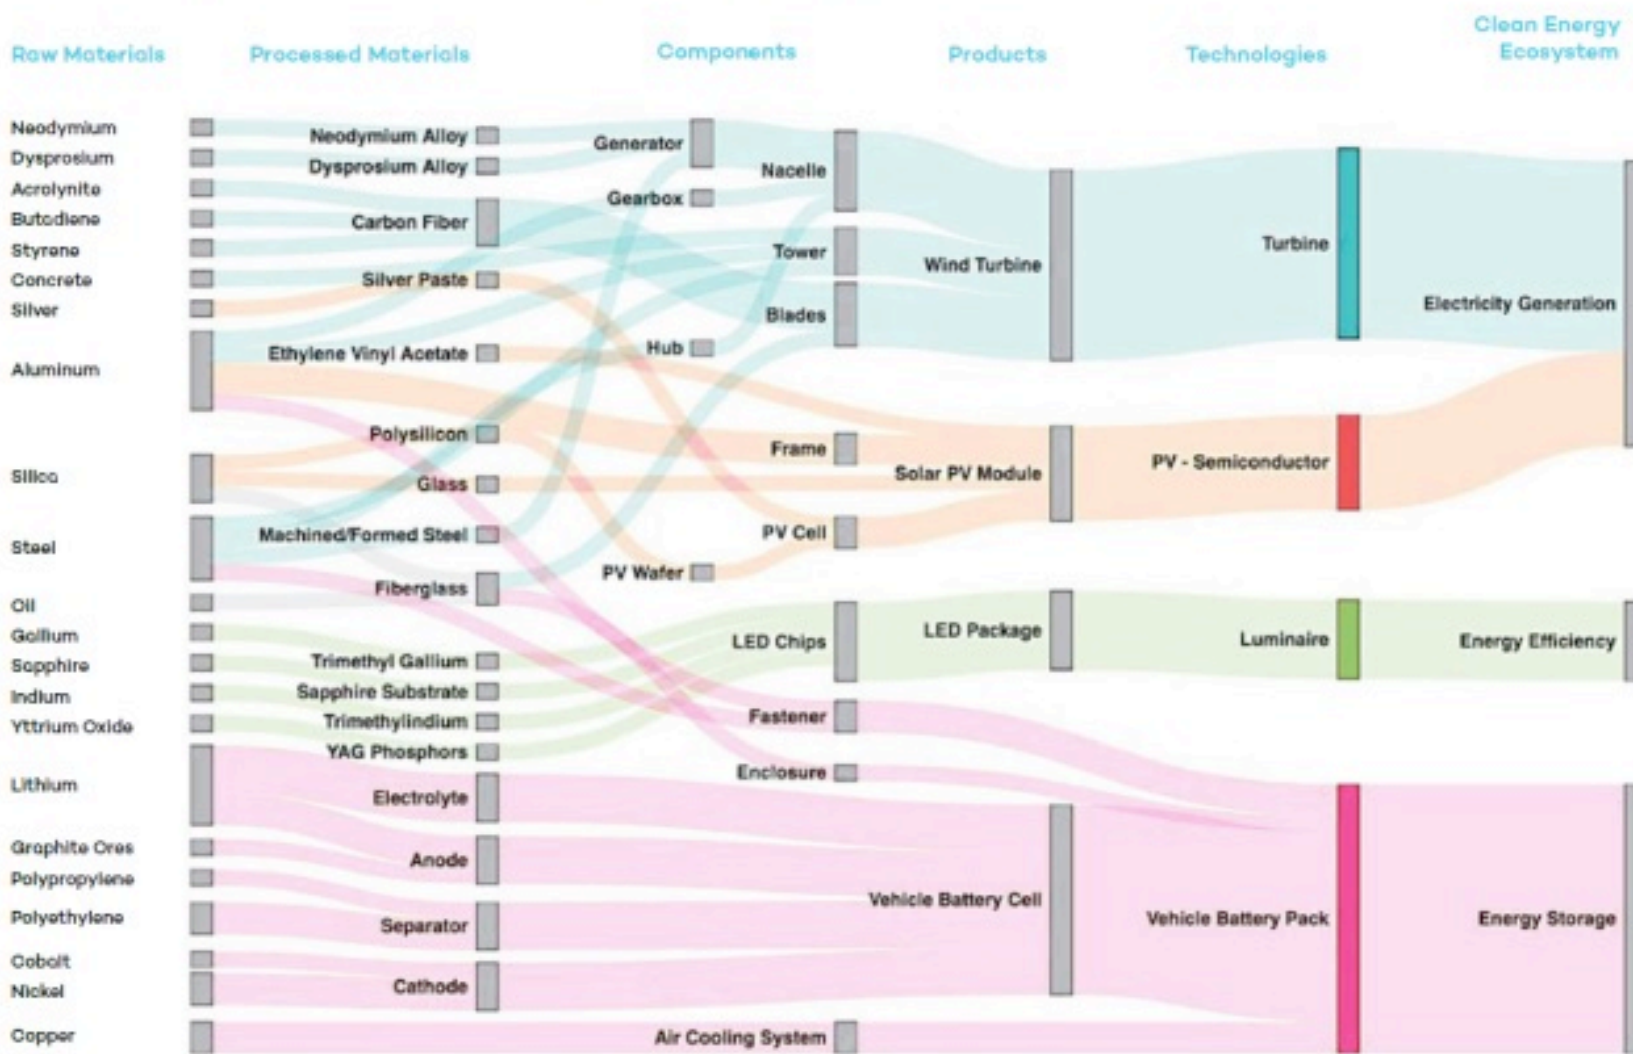 Clean Energy
Raw Materials Processed Materials Components Products Technologies Ecosystem
Neodymium
Dysprosium
Acrolynite
Butadiene
Styrene
Concrete
Silver
Aluminum
Silica
Steel
Oil
Gallium
Sapphire
Indium
Yttrium Oxide
Lithium
Graphite Ores
Polypropylene
Polyethylene
Cobalt
Nickel
Copper
Neodymium Alloy
Dysprosium Alloy
Carbon Fiber
Silver Paste
Ethylene Vinyl Acetate
Polysilicon
Glass
Machined/Formed Steel
Fiberglass
Trimethyl Gallium
Sapphire Substrate
Trimethylindium
YAG Phosphors
Electrolyte
Anode
Separator
Cathode
Generator
Gearbox
Hub
PV Wafer
Nacelle
Tower
Blades
Frame
PV Cell
LED Chips
Fastener
Enclosure
Air Cooling System
Wind Turbine
Solar PV Module
LED Package
Vehicle Battery Cell
Turbine
PV - Semiconductor
Luminaire
Vehicle Battery Pack
Electricity Generation
Energy Efficiency
Energy Storage